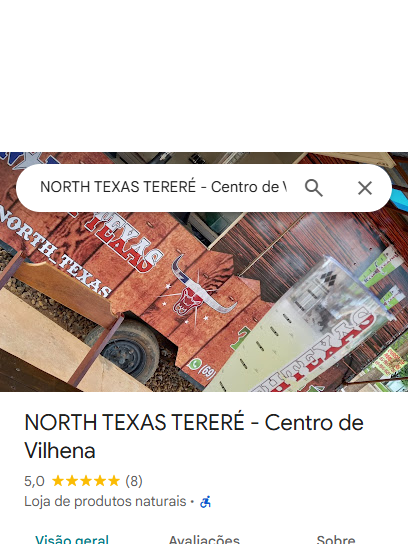 NORTH TEXAS TERERÉ - Centro de V
NORTH TEXAS
TEXAS
(69)
NORTH TEXAS TERERÉ - Centro de
Vilhena
5,0 (8)
Loja de produtos naturais ·
Visão geral Avaliações Sobre